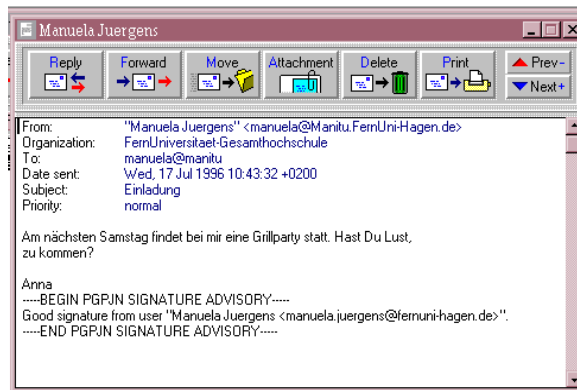 Manuela Juergens
Reply Forward Move Attachment Delete Print Prev-
Next+
From: "Manuela Juergens" <manuela@Manitu.FernUni-Hagen.de>
Organization: FernUniversitaet-Gesamthochschule
To: manuela@manitu
Date sent: Wed, 17 Jul 1996 10:43:32 +0200
Subject: Einladung
Priority: normal
Am nächsten Samstag findet bei mir eine Grillparty statt. Hast Du Lust,
zu kommen?
Anna
-----BEGIN PGPJN SIGNATURE ADVISORY-----
Good signature from user "Manuela Juergens <manuela.juergens@fernuni-hagen.de>".
-----END PGPJN SIGNATURE ADVISORY-----